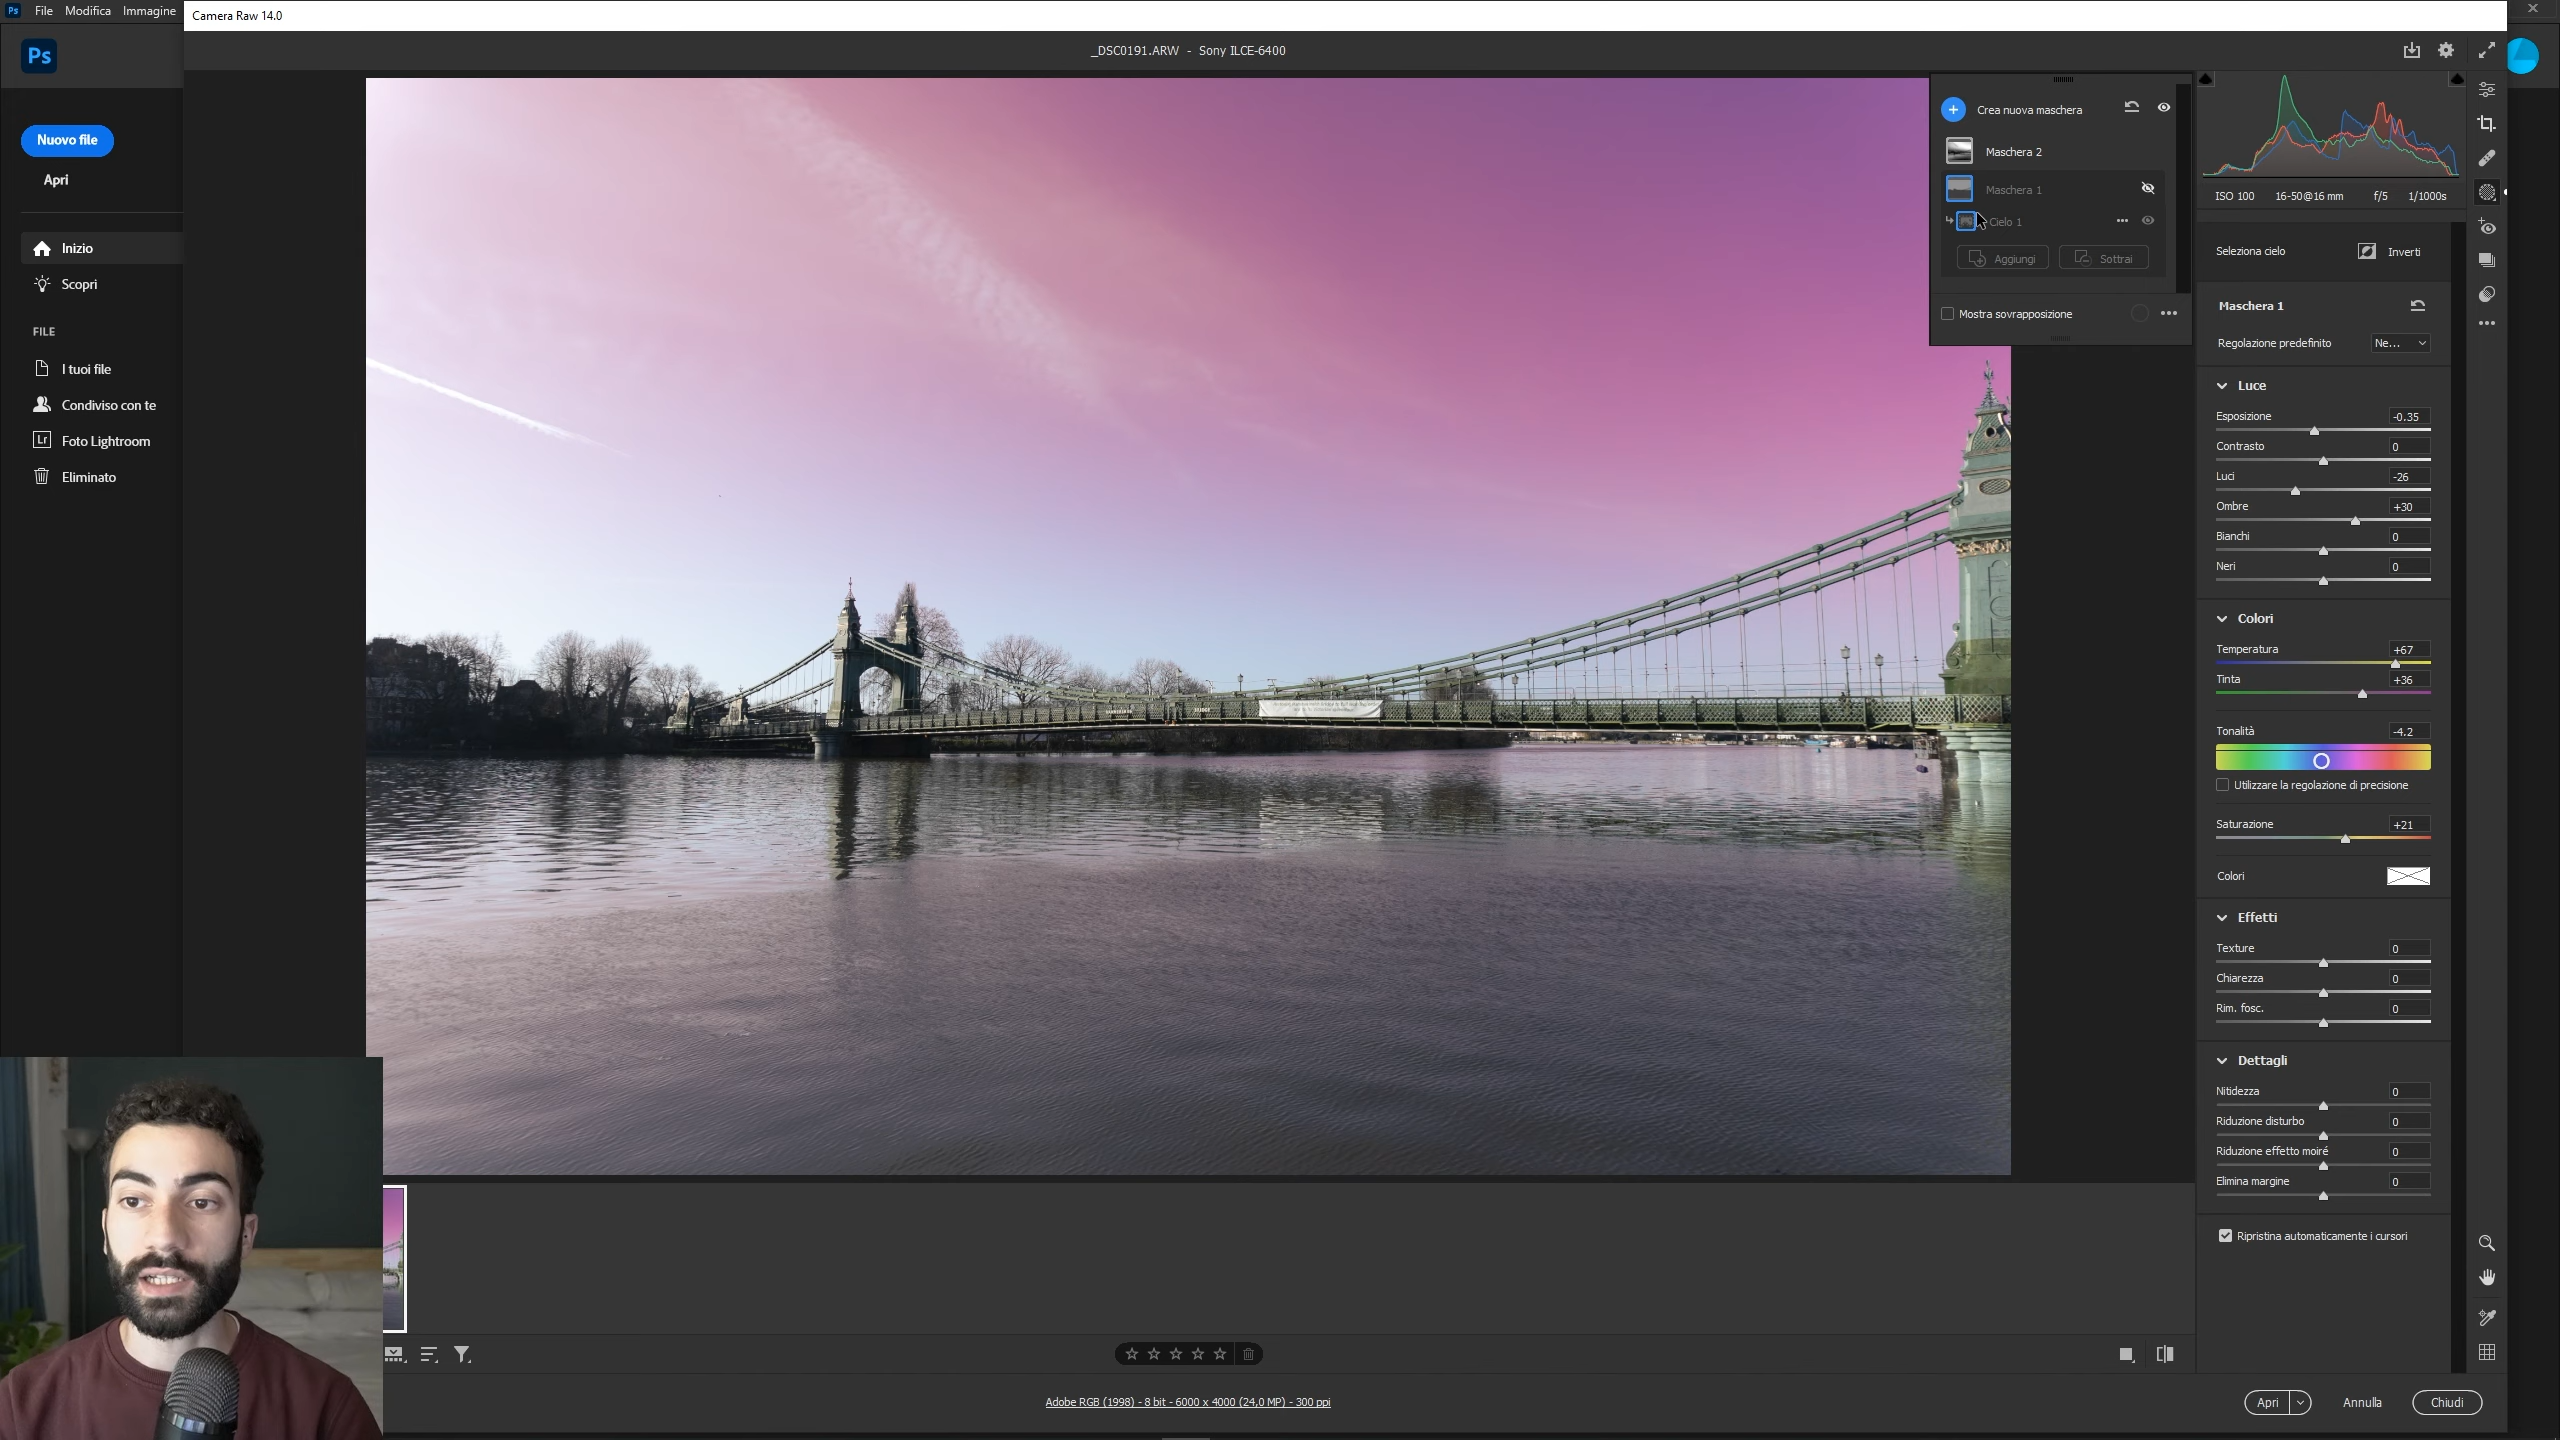 Ps File Modifica Immagine
Camera Raw 14.0
_DSC0191.ARW - Sony ILCE-6400
Ps
Nuovo file
Apri
Inizio
Scopri
FILE
I tuoi file
Condiviso con te
Lr Foto Lightroom
Eliminato
Crea nuova maschera
Maschera 2
Maschera 1
Cielo 1
Aggiungi Sottrai
Mostra sovrapposizione
ISO 100 16-50@16 mm f/5 1/1000s
Seleziona cielo Inverti
Maschera 1
Regolazione predefinito Ne...
Luce
Esposizione -0.35
Contrasto 0
Luci -26
Ombre +30
Bianchi 0
Neri 0
Colori
Temperatura +67
Tinta +36
Tonalità -4.2
Utilizzare la regolazione di precisione
Saturazione +21
Colori
Effetti
Texture 0
Chiarezza 0
Rim. fosc. 0
Dettagli
Nitidezza 0
Riduzione disturbo 0
Riduzione effetto moiré 0
Elimina margine 0
Ripristina automaticamente i cursori
Adobe RGB (1998) - 8 bit - 6000 x 4000 (24,0 MP) - 300 ppi
Apri Annulla Chiudi